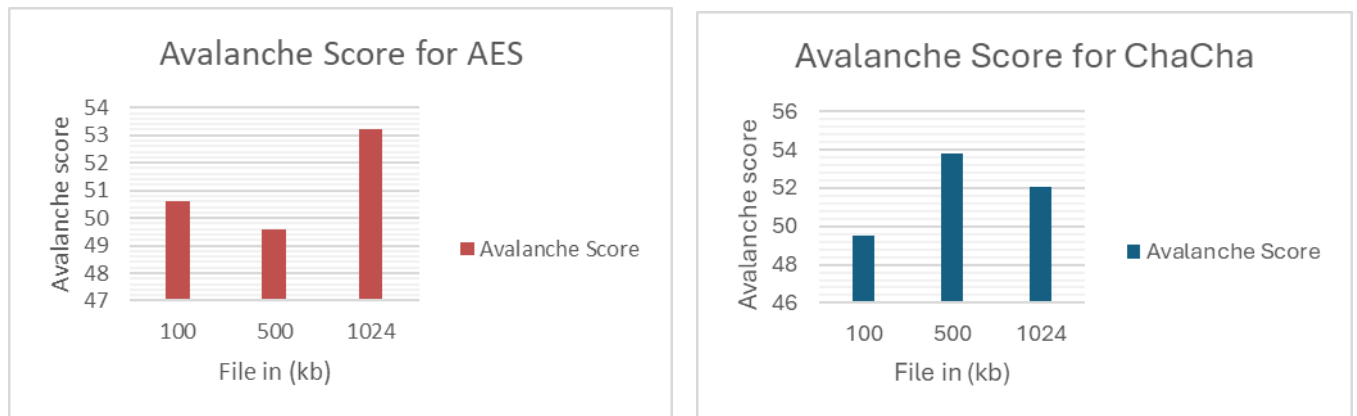 Avalanche Score for AES
Avalanche score
54
53
52
51
50
49
48
47
100 500 1024
File in (kb)
Avalanche Score
Avalanche Score for ChaCha
Avalanche score
56
54
52
50
48
46
100 500 1024
File in (kb)
Avalanche Score